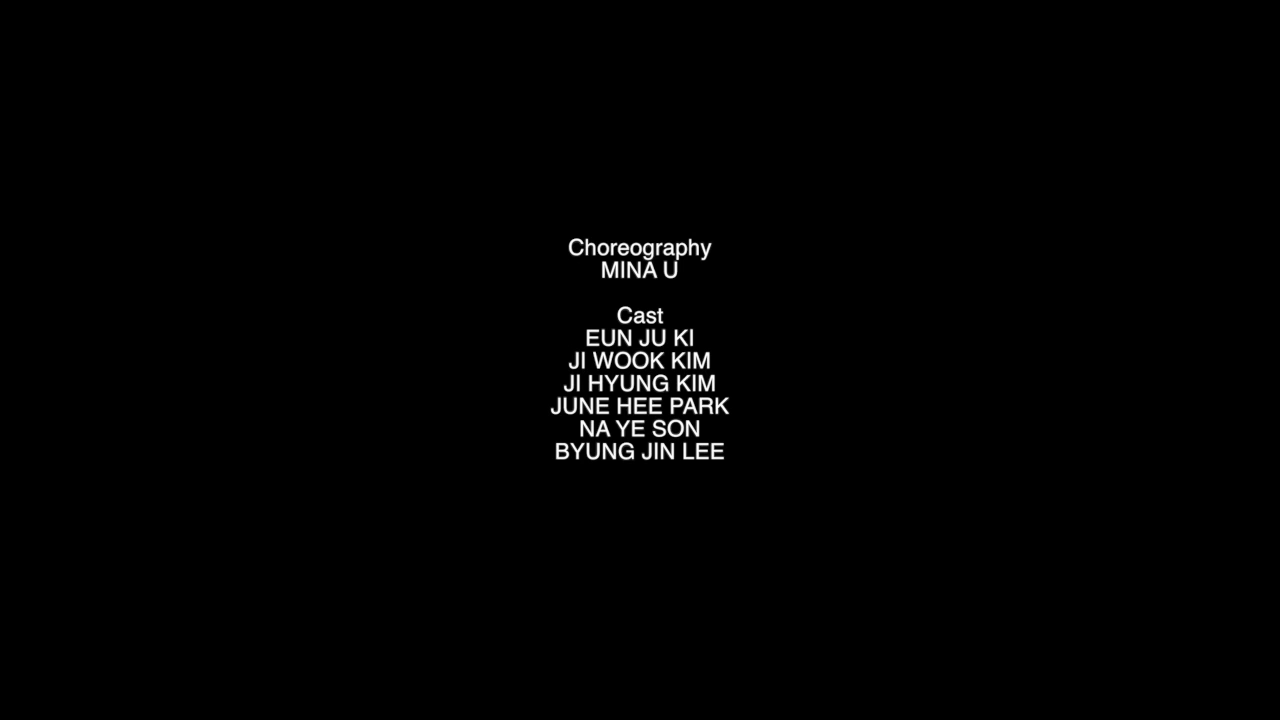 Choreography
MINA U
Cast
EUN JU KI
JI WOOK KIM
JI HYUNG KIM
JUNE HEE PARK
NA YE SON
BYUNG JIN LEE